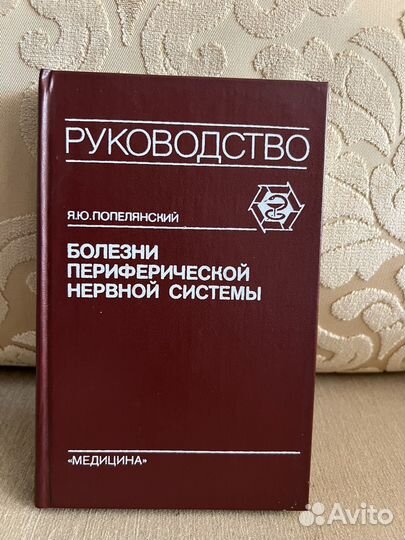 РУКОВОДСТВО
Я.Ю.ПОПЕЛЯНСКИЙ
БОЛЕЗНИ
ПЕРИФЕРИЧЕСКОЙ
НЕРВНОЙ СИСТЕМЫ
«МЕДИЦИНА»
Avito